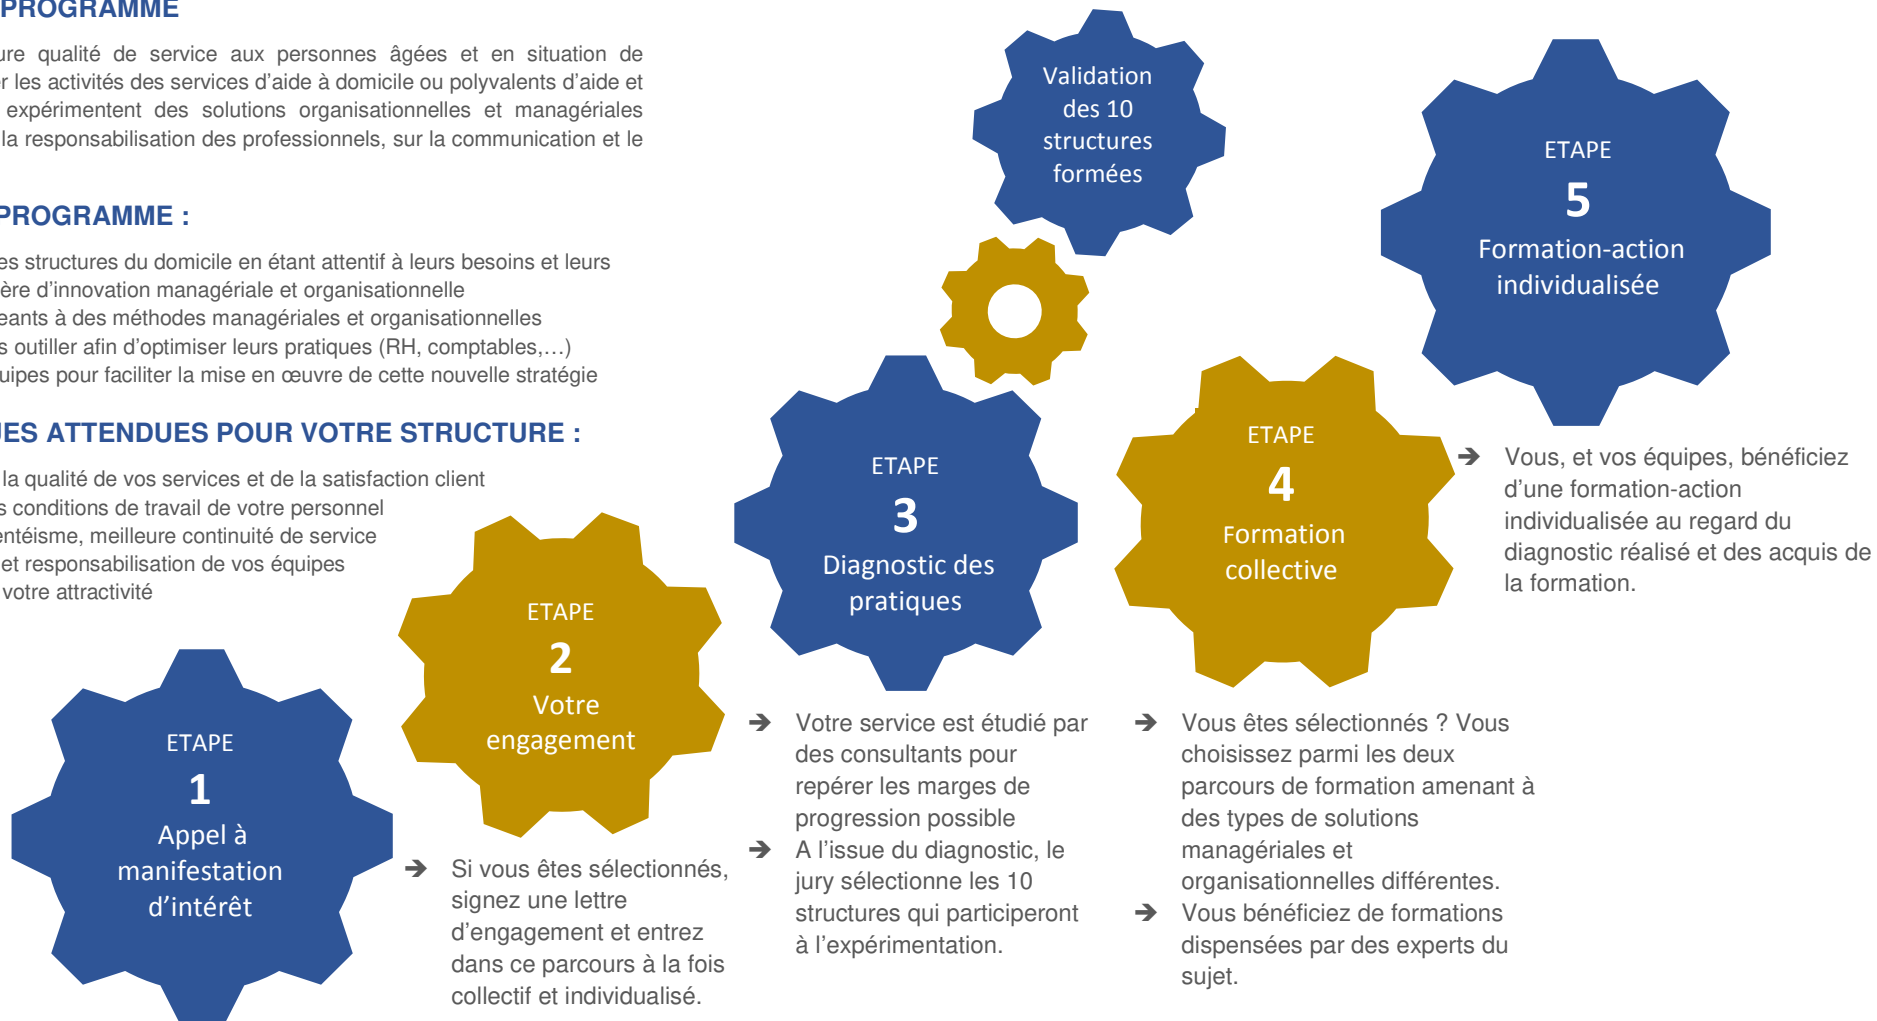 PROGRAMME
ure qualité de service aux personnes âgées et en situation de
r les activités des services d'aide à domicile ou polyvalents d'aide et
expérimentent des solutions organisationnelles et managériales
la responsabilisation des professionnels, sur la communication et le
PROGRAMME :
es structures du domicile en étant attentif à leurs besoins et leurs
ère d'innovation managériale et organisationnelle
eants à des méthodes managériales et organisationnelles
s outiller afin d'optimiser leurs pratiques (RH, comptables,…)
uipes pour faciliter la mise en œuvre de cette nouvelle stratégie
UES ATTENDUES POUR VOTRE STRUCTURE :
la qualité de vos services et de la satisfaction client
s conditions de travail de votre personnel
entéisme, meilleure continuité de service
et responsabilisation de vos équipes
votre attractivité
ETAPE
1
Appel à
manifestation
d'intérêt
ETAPE
2
Votre
engagement
➔ Si vous êtes sélectionnés,
signez une lettre
d'engagement et entrez
dans ce parcours à la fois
collectif et individualisé.
ETAPE
3
Diagnostic des
pratiques
➔ Votre service est étudié par
des consultants pour
repérer les marges de
progression possible
➔ A l'issue du diagnostic, le
jury sélectionne les 10
structures qui participeront
à l'expérimentation.
Validation
des 10
structures
formées
ETAPE
4
Formation
collective
➔ Vous êtes sélectionnés ? Vous
choisissez parmi les deux
parcours de formation amenant à
des types de solutions
managériales et
organisationnelles différentes.
➔ Vous bénéficiez de formations
dispensées par des experts du
sujet.
ETAPE
5
Formation-action
individualisée
➔ Vous, et vos équipes, bénéficiez
d'une formation-action
individualisée au regard du
diagnostic réalisé et des acquis de
la formation.